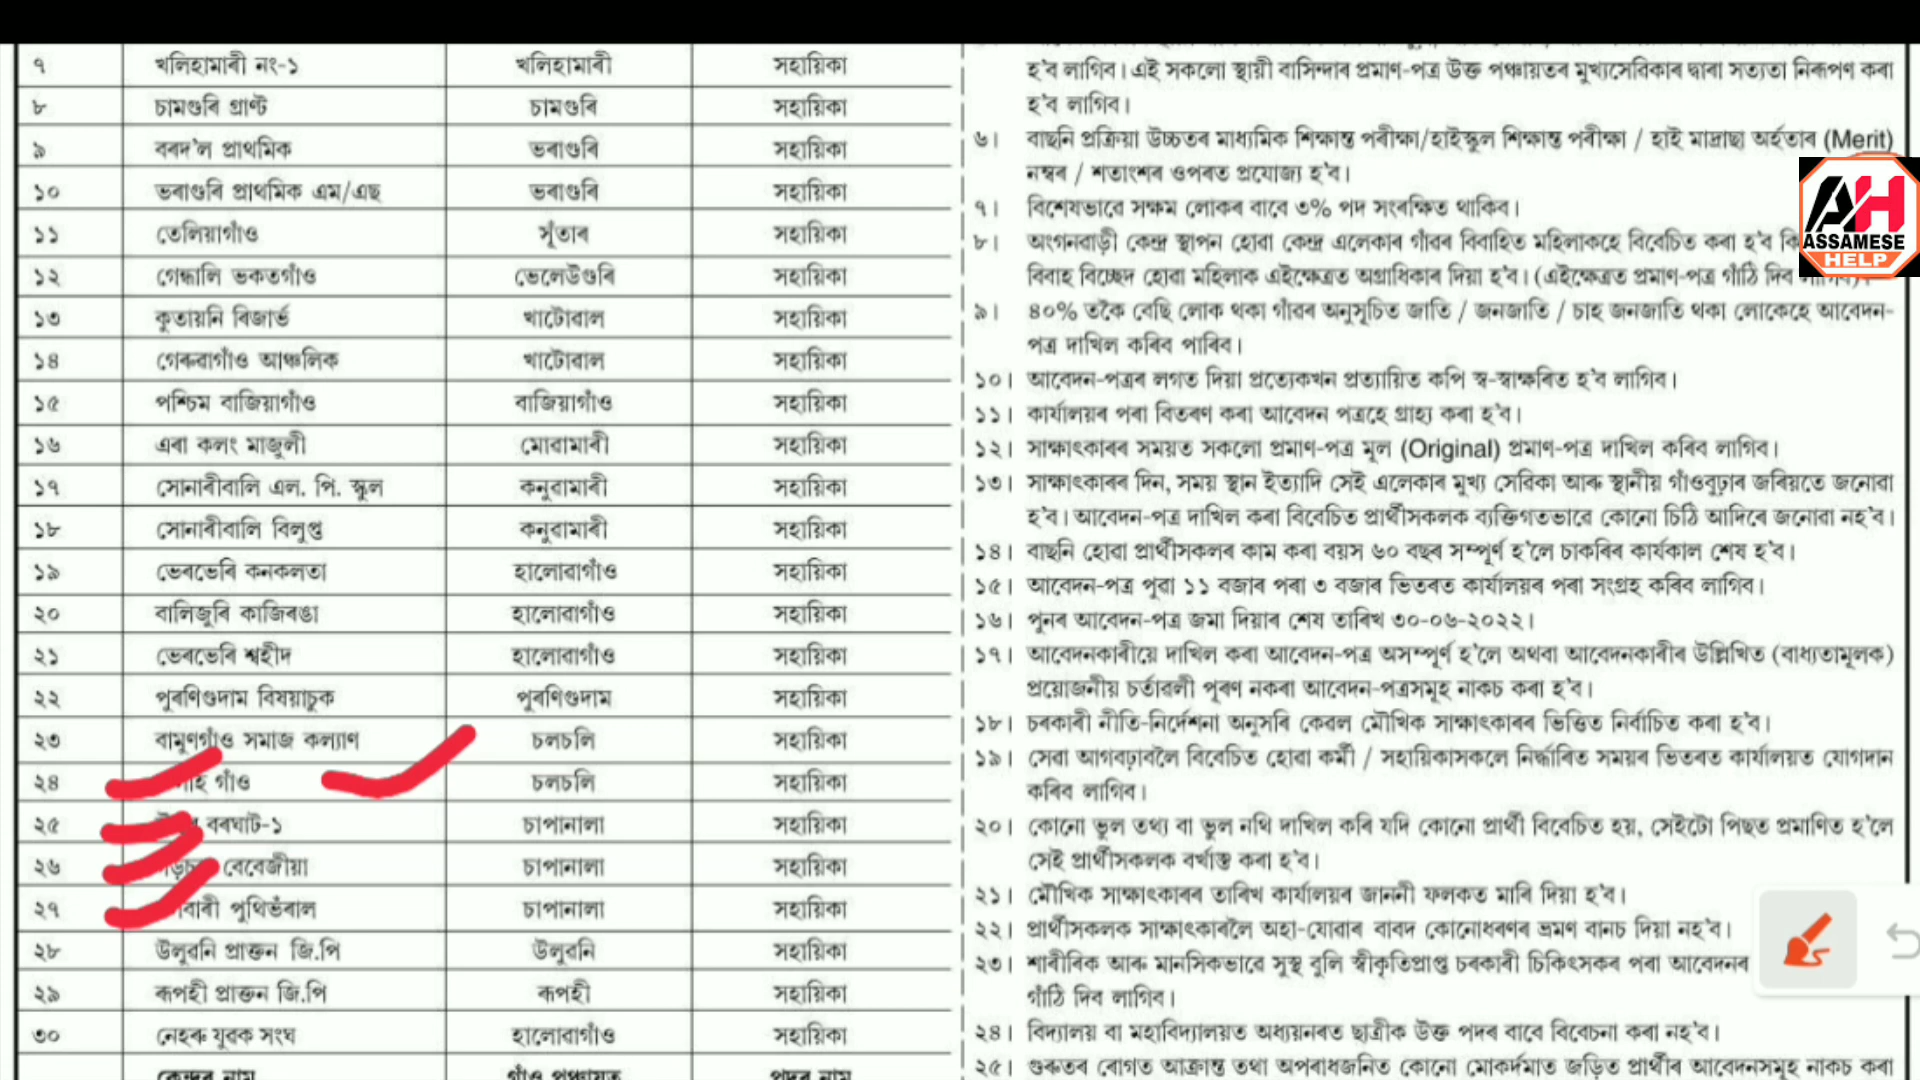 ৭ খলিহামাৰী নং-১ খলিহামাৰী সহায়িকা
৮ চামগুৰি গ্ৰাণ্ট চামগুৰি সহায়িকা
৯ বৰদ'ল প্ৰাথমিক ভৰাগুৰি সহায়িকা
১০ ভৰাগুৰি প্ৰাথমিক এম/এছ ভৰাগুৰি সহায়িকা
১১ তেলিয়াগাঁও সূঁতাৰ সহায়িকা
১২ গেন্ধালি ভকতগাঁও ভেলেউগুৰি সহায়িকা
১৩ কুতায়নি ৰিজাৰ্ভ খাটোৱাল সহায়িকা
১৪ গেৰুৱাগাঁও আঞ্চলিক খাটোৱাল সহায়িকা
১৫ পশ্চিম বাজিয়াগাঁও বাজিয়াগাঁও সহায়িকা
১৬ এৰা কলং মাজুলী মোৱামাৰী সহায়িকা
১৭ সোনাৰীবালি এল. পি. স্কুল কনুৱামাৰী সহায়িকা
১৮ সোনাৰীবালি বিলুপ্ত কনুৱামাৰী সহায়িকা
১৯ ভেৰভেৰি কনকলতা হালোৱাগাঁও সহায়িকা
২০ বালিজুৰি কাজিৰঙা হালোৱাগাঁও সহায়িকা
২১ ভেৰভেৰি শ্বহীদ হালোৱাগাঁও সহায়িকা
২২ পুৰণিগুদাম বিষয়াচুক পুৰণিগুদাম সহায়িকা
২৩ বামুণগাঁও সমাজ কল্যাণ চলচলি সহায়িকা
২৪ গাঁও চলচলি সহায়িকা
২৫ বৰঘাট-১ চাপানালা সহায়িকা
২৬ বেবেজীয়া চাপানালা সহায়িকা
২৭ পুথিভঁৰাল চাপানালা সহায়িকা
২৮ উলুৱনি প্ৰাক্তন জি.পি উলুৱনি সহায়িকা
২৯ ৰূপহী প্ৰাক্তন জি.পি ৰূপহী সহায়িকা
৩০ নেহৰু যুৱক সংঘ হালোৱাগাঁও সহায়িকা
কেন্দ্ৰৰ নাম গাঁও পঞ্চায়ত পদৰ নাম
হ'ব লাগিব। এই সকলো স্থায়ী বাসিন্দাৰ প্ৰমাণ-পত্ৰ উক্ত পঞ্চায়তৰ মুখ্যসেৱিকাৰ দ্বাৰা সত্যতা নিৰূপণ কৰা
হ'ব লাগিব।
৬। বাছনি প্ৰক্ৰিয়া উচ্চতৰ মাধ্যমিক শিক্ষান্ত পৰীক্ষা/হাইস্কুল শিক্ষান্ত পৰীক্ষা / হাই মাদ্ৰাছা অৰ্হতাৰ (Merit)
নম্বৰ / শতাংশৰ ওপৰত প্ৰযোজ্য হ'ব।
৭। বিশেষভাৱে সক্ষম লোকৰ বাবে ৩% পদ সংৰক্ষিত থাকিব।
৮। অংগনবাড়ী কেন্দ্ৰ স্থাপন হোৱা কেন্দ্ৰ এলেকাৰ গাঁৱৰ বিবাহিত মহিলাকহে বিবেচিত কৰা হ'ব
বিবাহ বিচ্ছেদ হোৱা মহিলাক এইক্ষেত্ৰত অগ্ৰাধিকাৰ দিয়া হ'ব। (এইক্ষেত্ৰত প্ৰমাণ-পত্ৰ গাঁঠি দিব লাগিব)।
৯। ৪০% তকৈ বেছি লোক থকা গাঁৱৰ অনুসূচিত জাতি / জনজাতি / চাহ জনজাতি থকা লোকেহে আবেদন-
পত্ৰ দাখিল কৰিব পাৰিব।
১০। আবেদন-পত্ৰৰ লগত দিয়া প্ৰত্যেকখন প্ৰত্যায়িত কপি স্ব-স্বাক্ষৰিত হ'ব লাগিব।
১১। কাৰ্যালয়ৰ পৰা বিতৰণ কৰা আবেদন পত্ৰহে গ্ৰাহ্য কৰা হ'ব।
১২। সাক্ষাৎকাৰৰ সময়ত সকলো প্ৰমাণ-পত্ৰ মূল (Original) প্ৰমাণ-পত্ৰ দাখিল কৰিব লাগিব।
১৩। সাক্ষাৎকাৰৰ দিন, সময় স্থান ইত্যাদি সেই এলেকাৰ মুখ্য সেৱিকা আৰু স্থানীয় গাঁওবুঢ়াৰ জৰিয়তে জনোৱা
হ'ব। আবেদন-পত্ৰ দাখিল কৰা বিবেচিত প্ৰাৰ্থীসকলক ব্যক্তিগতভাৱে কোনো চিঠি আদিৰে জনোৱা নহ'ব।
১৪। বাছনি হোৱা প্ৰাৰ্থীসকলৰ কাম কৰা বয়স ৬০ বছৰ সম্পূৰ্ণ হ'লে চাকৰিৰ কাৰ্যকাল শেষ হ'ব।
১৫। আবেদন-পত্ৰ পুৱা ১১ বজাৰ পৰা ৩ বজাৰ ভিতৰত কাৰ্যালয়ৰ পৰা সংগ্ৰহ কৰিব লাগিব।
১৬। পুনৰ আবেদন-পত্ৰ জমা দিয়াৰ শেষ তাৰিখ ৩০-০৬-২০২২।
১৭। আবেদনকাৰীয়ে দাখিল কৰা আবেদন-পত্ৰ অসম্পূৰ্ণ হ'লে অথবা আবেদনকাৰীৰ উল্লিখিত (বাধ্যতামূলক)
প্ৰয়োজনীয় চৰ্তাৱলী পূৰণ নকৰা আবেদন-পত্ৰসমূহ নাকচ কৰা হ'ব।
১৮। চৰকাৰী নীতি-নিৰ্দেশনা অনুসৰি কেৱল মৌখিক সাক্ষাৎকাৰৰ ভিত্তিত নিৰ্বাচিত কৰা হ'ব।
১৯। সেৱা আগবঢ়াবলৈ বিবেচিত হোৱা কৰ্মী / সহায়িকাসকলে নিৰ্দ্ধাৰিত সময়ৰ ভিতৰত কাৰ্যালয়ত যোগদান
কৰিব লাগিব।
২০। কোনো ভুল তথ্য বা ভুল নথি দাখিল কৰি যদি কোনো প্ৰাৰ্থী বিবেচিত হয়, সেইটো পিছত প্ৰমাণিত হ'লে
সেই প্ৰাৰ্থীসকলক বৰ্খাস্ত কৰা হ'ব।
২১। মৌখিক সাক্ষাৎকাৰৰ তাৰিখ কাৰ্যালয়ৰ জাননী ফলকত মাৰি দিয়া হ'ব।
২২। প্ৰাৰ্থীসকলক সাক্ষাৎকাৰলৈ অহা-যোৱাৰ বাবদ কোনোধৰণৰ ভ্ৰমণ বানচ দিয়া নহ'ব।
২৩। শাৰীৰিক আৰু মানসিকভাৱে সুস্থ বুলি স্বীকৃতিপ্ৰাপ্ত চৰকাৰী চিকিৎসকৰ পৰা আবেদনৰ
গাঁঠি দিব লাগিব।
২৪। বিদ্যালয় বা মহাবিদ্যালয়ত অধ্যয়নৰত ছাত্ৰীক উক্ত পদৰ বাবে বিবেচনা কৰা নহ'ব।
২৫। গুৰুতৰ ৰোগত আক্ৰান্ত তথা অপৰাধজনিত কোনো মোকৰ্দমাত জড়িত প্ৰাৰ্থীৰ আবেদনসমূহ নাকচ কৰা
AH
ASSAMESE
HELP